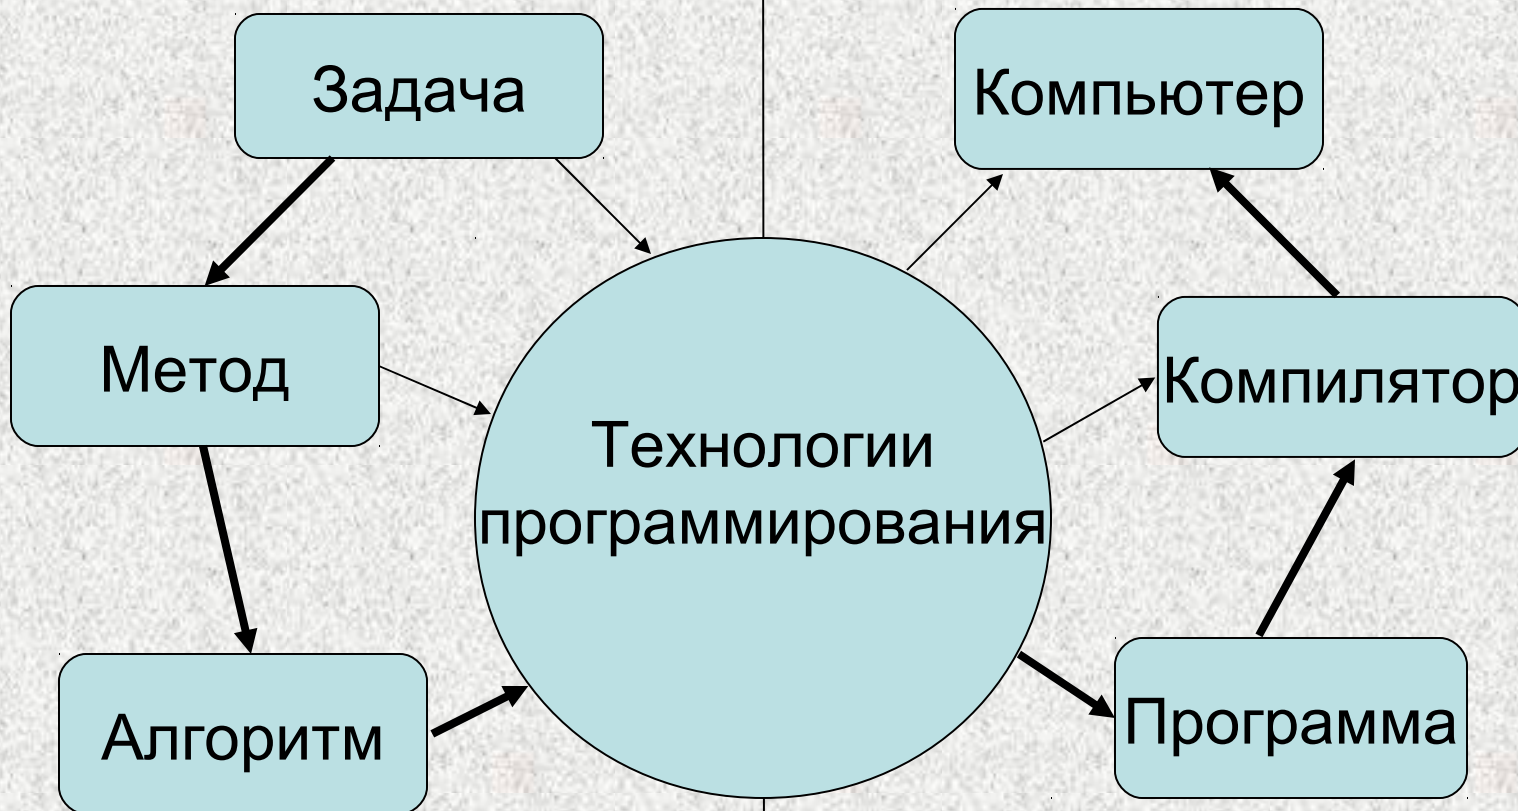 Задача
Компьютер
Метод
Компилятор
Технологии
программирования
Алгоритм
Программа